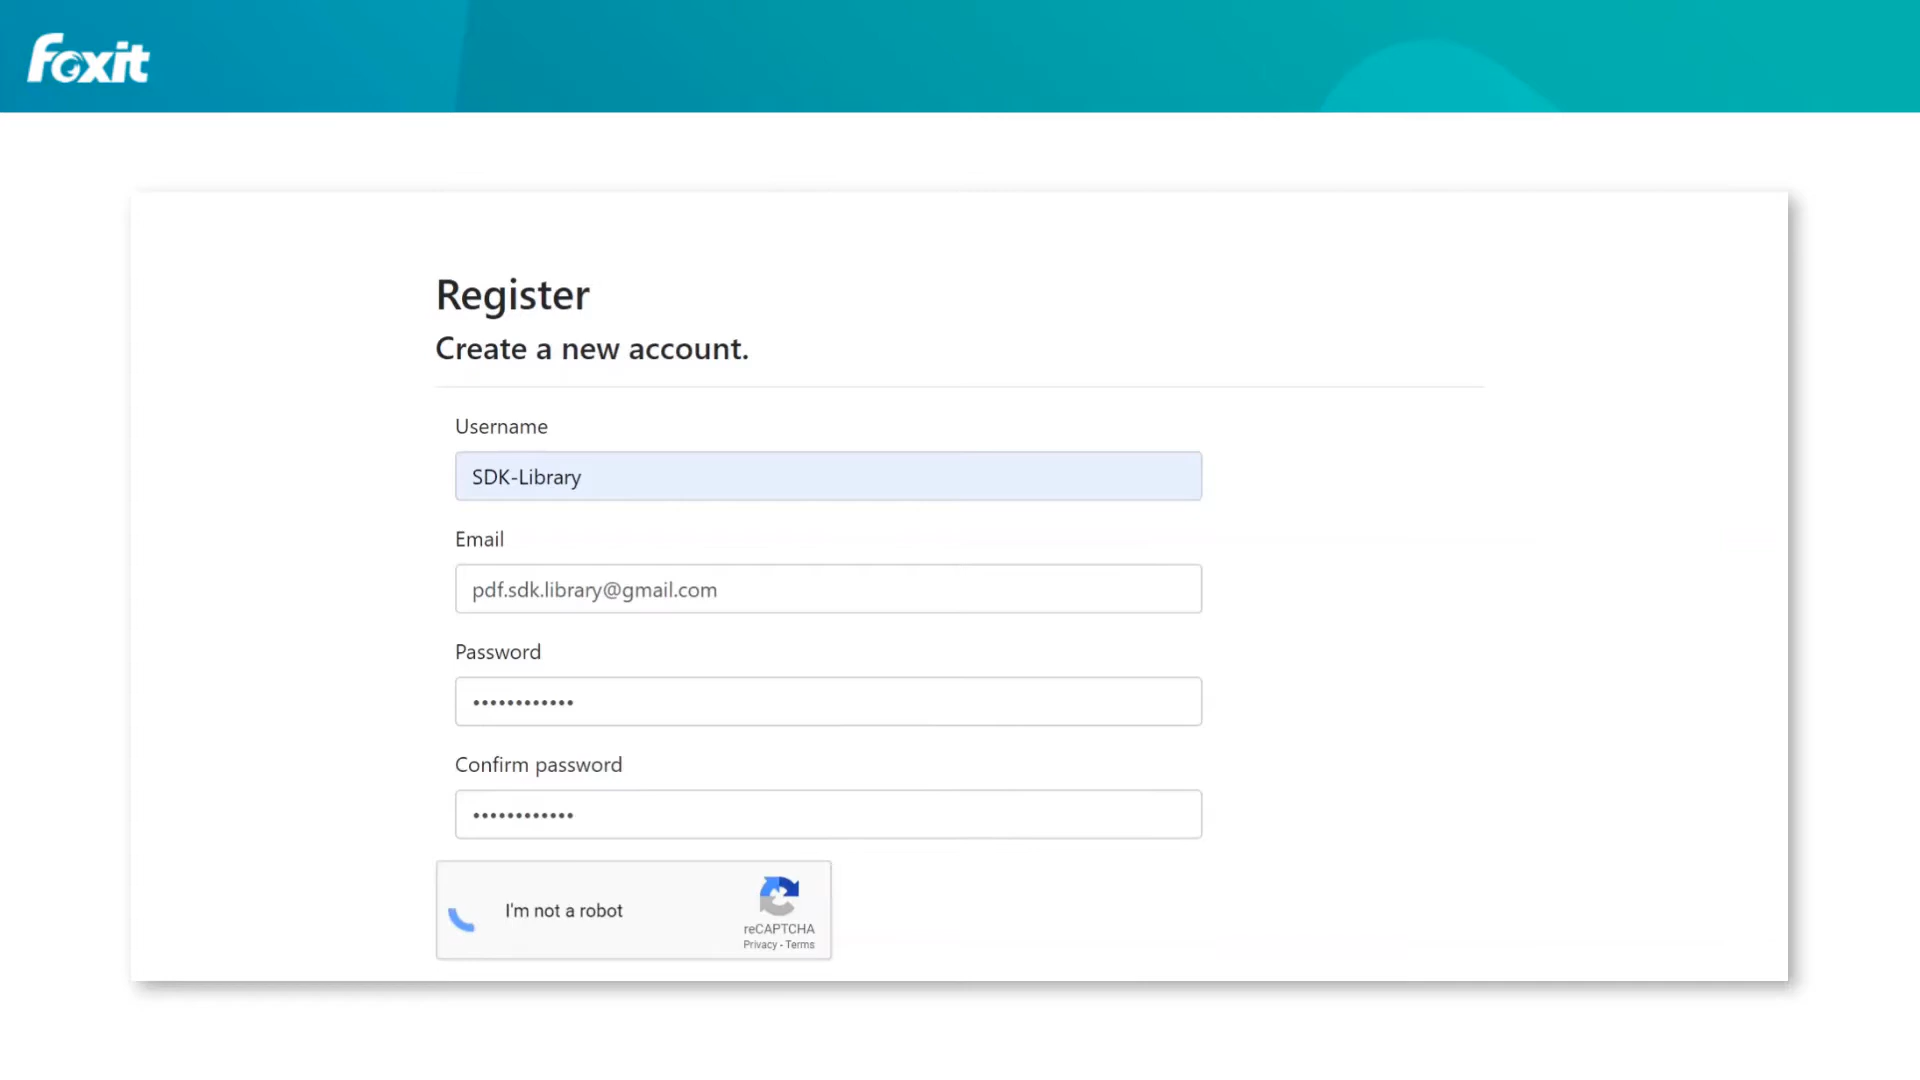 Foxit
Register
Create a new account.
Username
SDK-Library
Email
pdf.sdk.library@gmail.com
Password
••••••••••••
Confirm password
••••••••••••
I'm not a robot
reCAPTCHA
Privacy - Terms